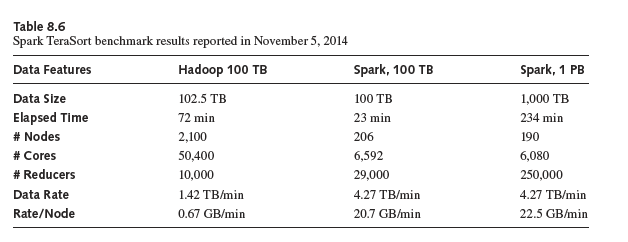 Table 8.6
Spark TeraSort benchmark results reported in November 5, 2014
Data Features Hadoop 100 TB Spark, 100 TB Spark, 1 PB
Data Size 102.5 TB 100 TB 1,000 TB
Elapsed Time 72 min 23 min 234 min
# Nodes 2,100 206 190
# Cores 50,400 6,592 6,080
# Reducers 10,000 29,000 250,000
Data Rate 1.42 TB/min 4.27 TB/min 4.27 TB/min
Rate/Node 0.67 GB/min 20.7 GB/min 22.5 GB/min